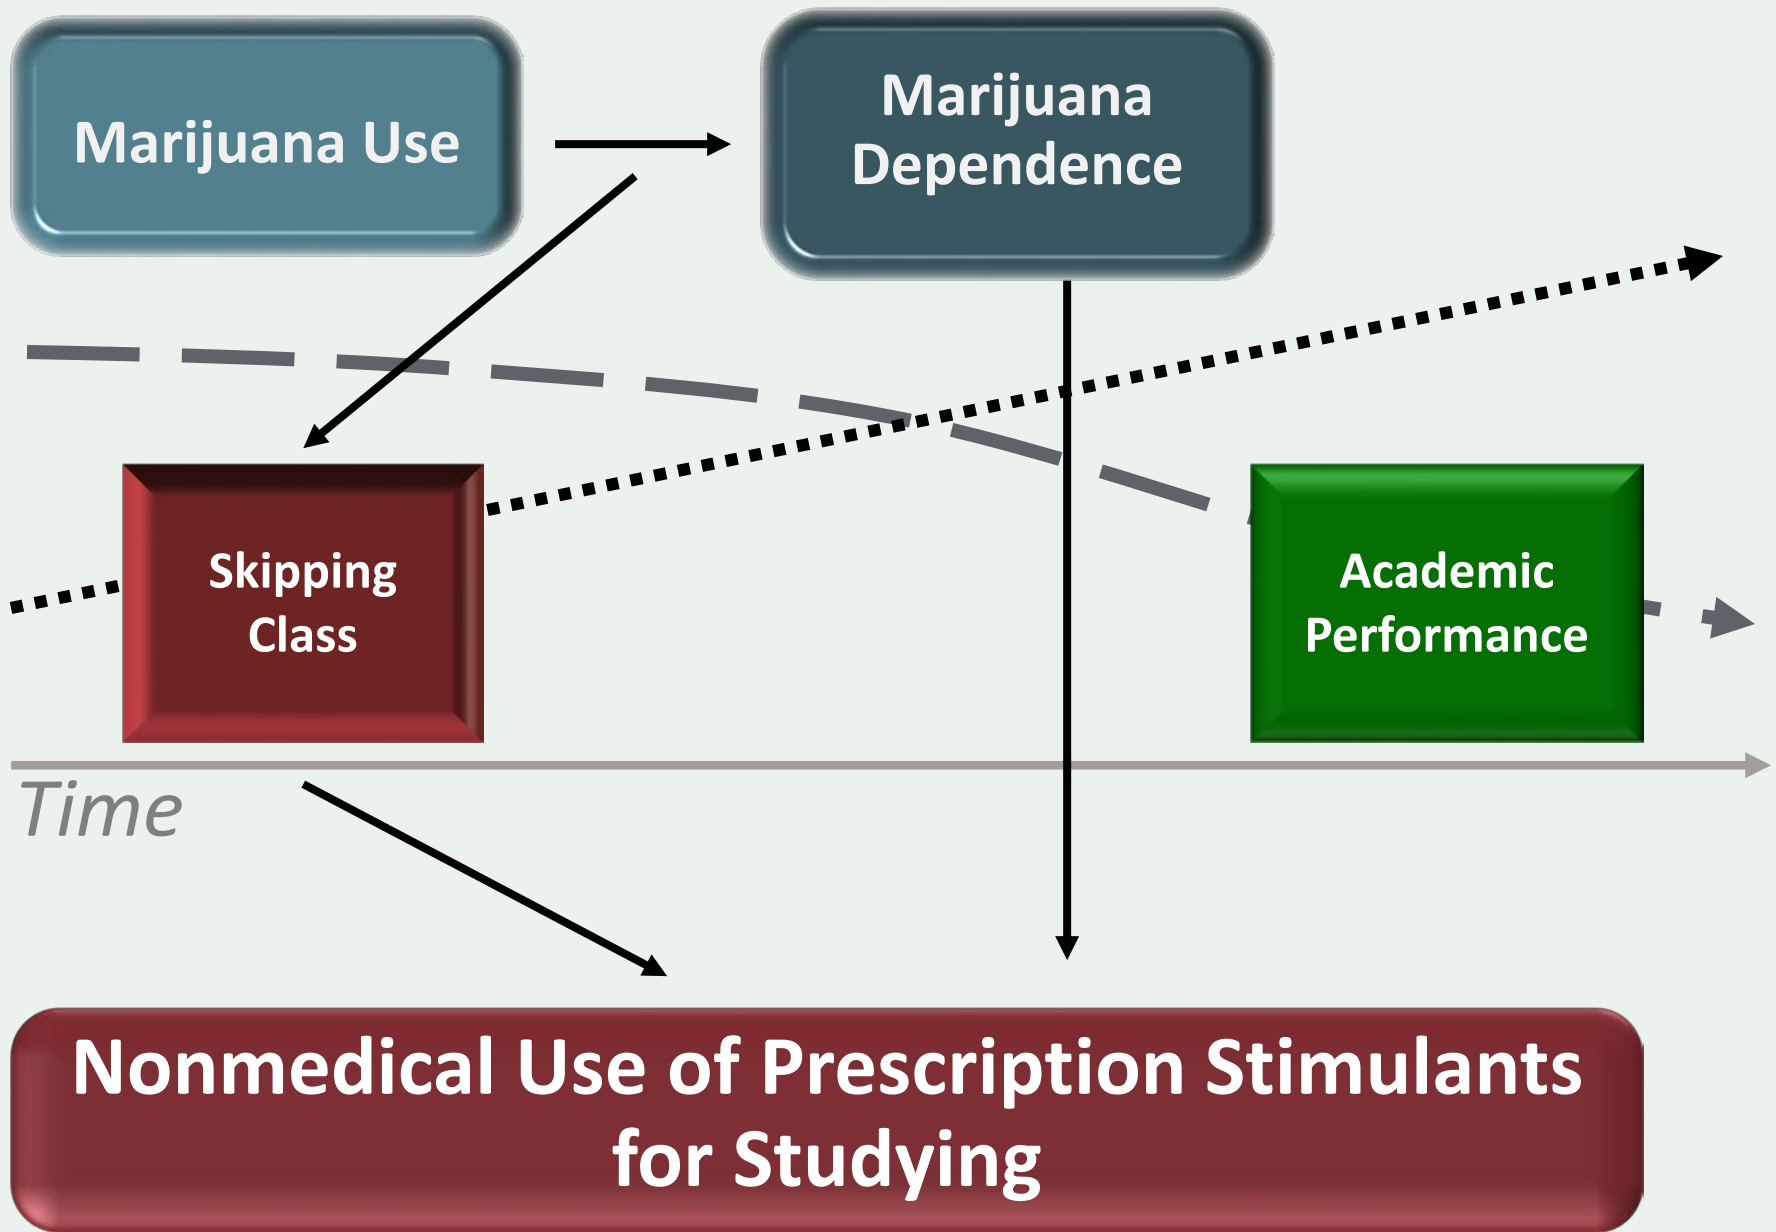 Marijuana Use
Marijuana
Dependence
Skipping
Class
Academic
Performance
Time
Nonmedical Use of Prescription Stimulants
for Studying